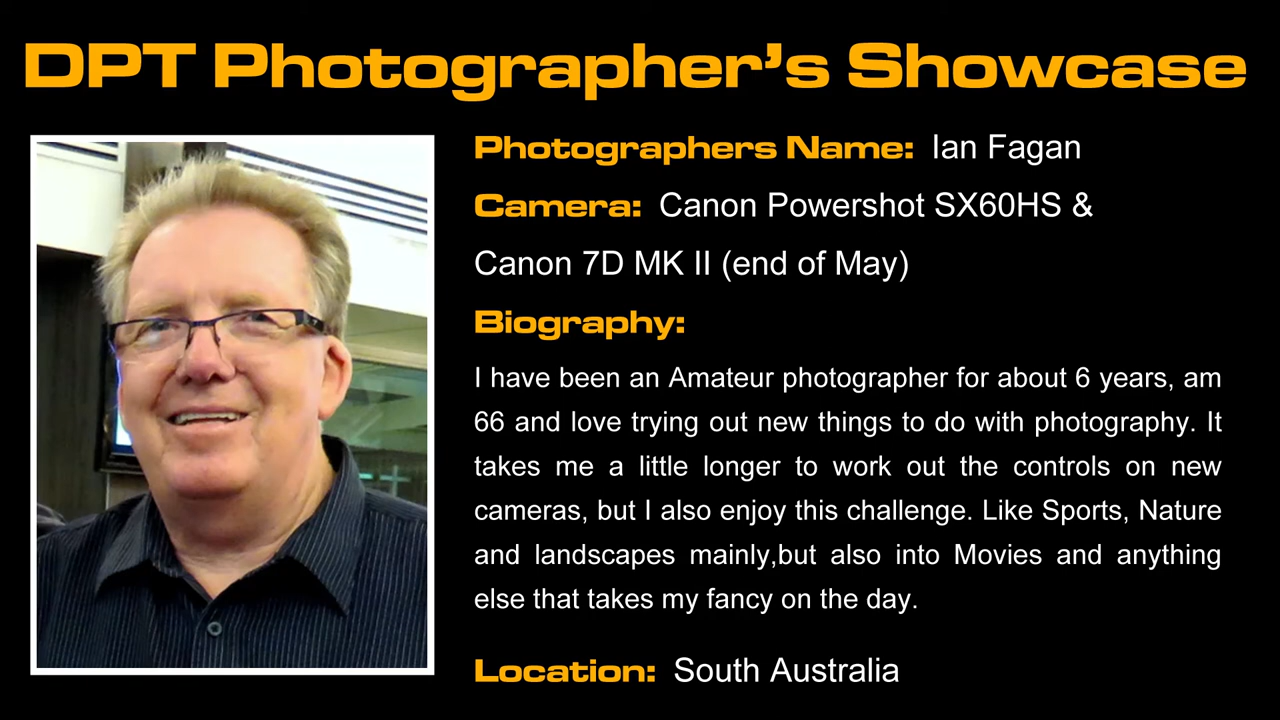 DPT Photographer’s Showcase
Photographers Name: Ian Fagan
Camera: Canon Powershot SX60HS &
Canon 7D MK II (end of May)
Biography:
I have been an Amateur photographer for about 6 years, am
66 and love trying out new things to do with photography. It
takes me a little longer to work out the controls on new
cameras, but I also enjoy this challenge. Like Sports, Nature
and landscapes mainly,but also into Movies and anything
else that takes my fancy on the day.
Location: South Australia